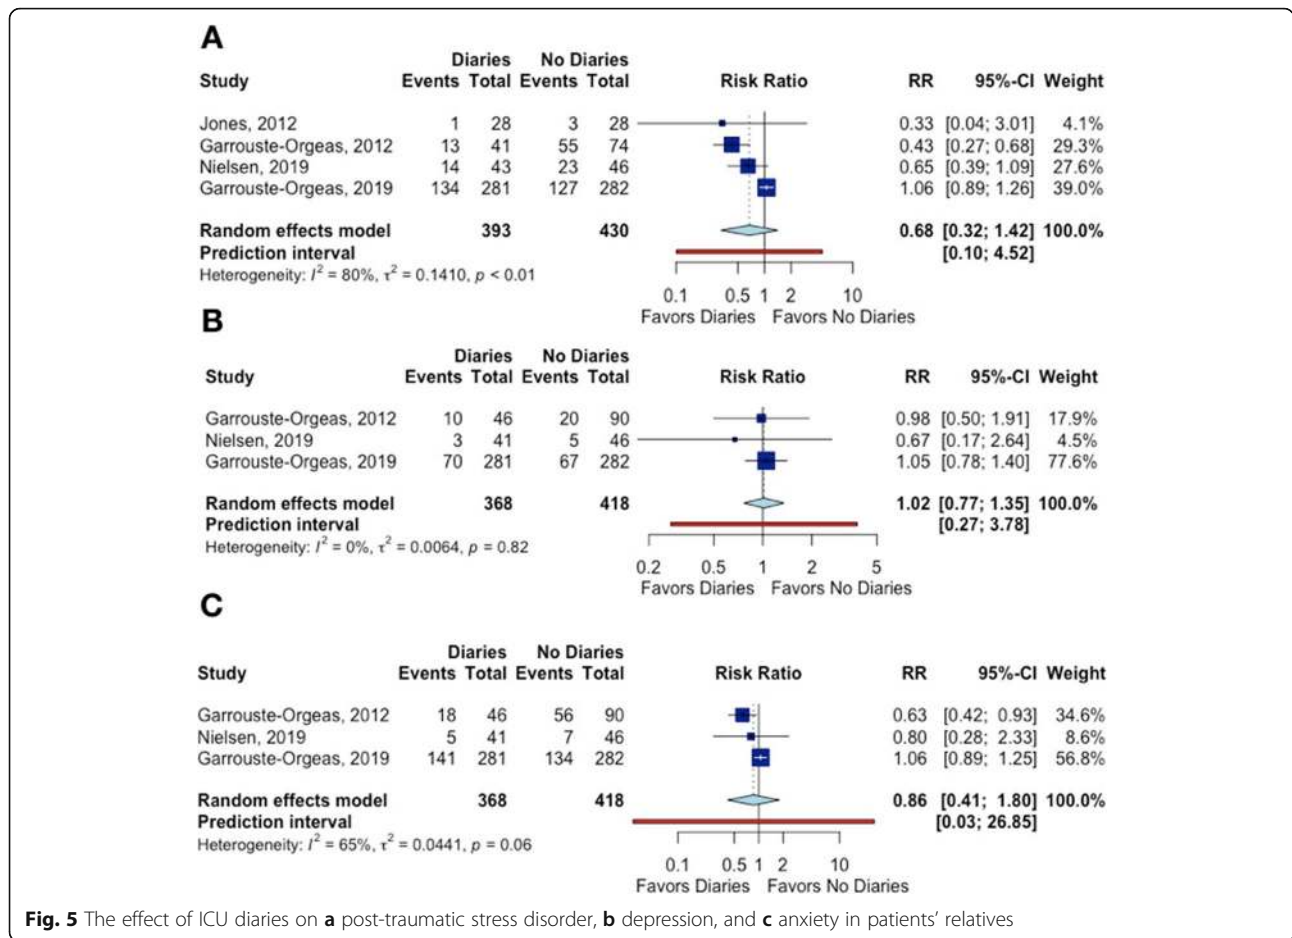 A
Diaries No Diaries
Study Events Total Events Total Risk Ratio RR 95%-CI Weight
Jones, 2012 1 28 3 28 0.33 [0.04; 3.01] 4.1%
Garrouste-Orgeas, 2012 13 41 55 74 0.43 [0.27; 0.68] 29.3%
Nielsen, 2019 14 43 23 46 0.65 [0.39; 1.09] 27.6%
Garrouste-Orgeas, 2019 134 281 127 282 1.06 [0.89; 1.26] 39.0%
Random effects model 393 430 0.68 [0.32; 1.42] 100.0%
Prediction interval [0.10; 4.52]
Heterogeneity: I² = 80%, τ² = 0.1410, p < 0.01
0.1 0.5 1 2 10
Favors Diaries Favors No Diaries
B
Diaries No Diaries
Study Events Total Events Total Risk Ratio RR 95%-CI Weight
Garrouste-Orgeas, 2012 10 46 20 90 0.98 [0.50; 1.91] 17.9%
Nielsen, 2019 3 41 5 46 0.67 [0.17; 2.64] 4.5%
Garrouste-Orgeas, 2019 70 281 67 282 1.05 [0.78; 1.40] 77.6%
Random effects model 368 418 1.02 [0.77; 1.35] 100.0%
Prediction interval [0.27; 3.78]
Heterogeneity: I² = 0%, τ² = 0.0064, p = 0.82
0.2 0.5 1 2 5
Favors Diaries Favors No Diaries
C
Diaries No Diaries
Study Events Total Events Total Risk Ratio RR 95%-CI Weight
Garrouste-Orgeas, 2012 18 46 56 90 0.63 [0.42; 0.93] 34.6%
Nielsen, 2019 5 41 7 46 0.80 [0.28; 2.33] 8.6%
Garrouste-Orgeas, 2019 141 281 134 282 1.06 [0.89; 1.25] 56.8%
Random effects model 368 418 0.86 [0.41; 1.80] 100.0%
Prediction interval [0.03; 26.85]
Heterogeneity: I² = 65%, τ² = 0.0441, p = 0.06
0.1 0.5 1 2 10
Favors Diaries Favors No Diaries
Fig. 5 The effect of ICU diaries on a post-traumatic stress disorder, b depression, and c anxiety in patients' relatives